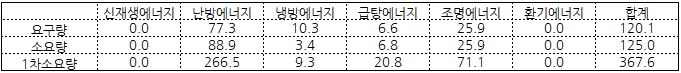 신재생에너지 난방에너지 냉방에너지 급탕에너지 조명에너지 환기에너지 합계
요구량 0.0 77.3 10.3 6.6 25.9 0.0 120.1
소요량 0.0 88.9 3.4 6.8 25.9 0.0 125.0
1차소요량 0.0 266.5 9.3 20.8 71.1 0.0 367.6